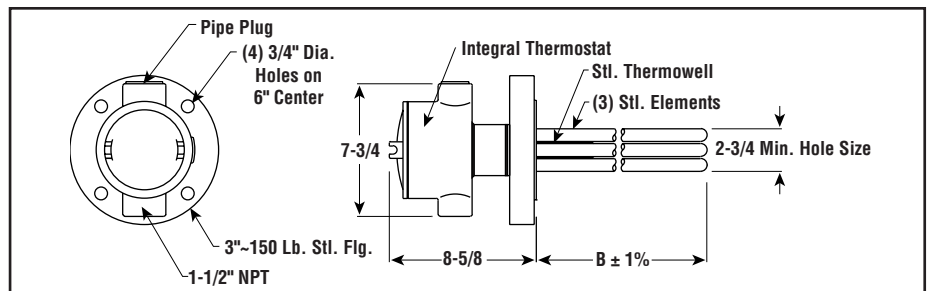 Pipe Plug
(4) 3/4" Dia.
Holes on
6" Center
Integral Thermostat
Stl. Thermowell
(3) Stl. Elements
7-3/4
2-3/4 Min. Hole Size
3"~150 Lb. Stl. Flg.
8-5/8
B ± 1%
1-1/2" NPT